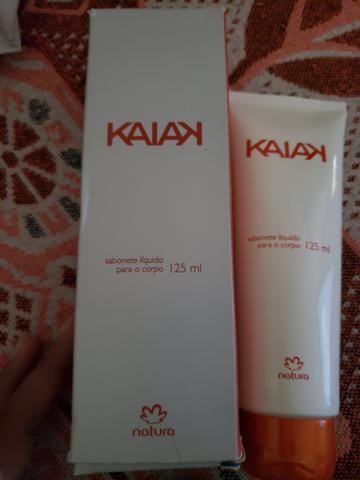 KAIAK
sabonete líquido
para o corpo 125 ml
natura
KAIAK
sabonete líquido
para o corpo 125 ml
natura